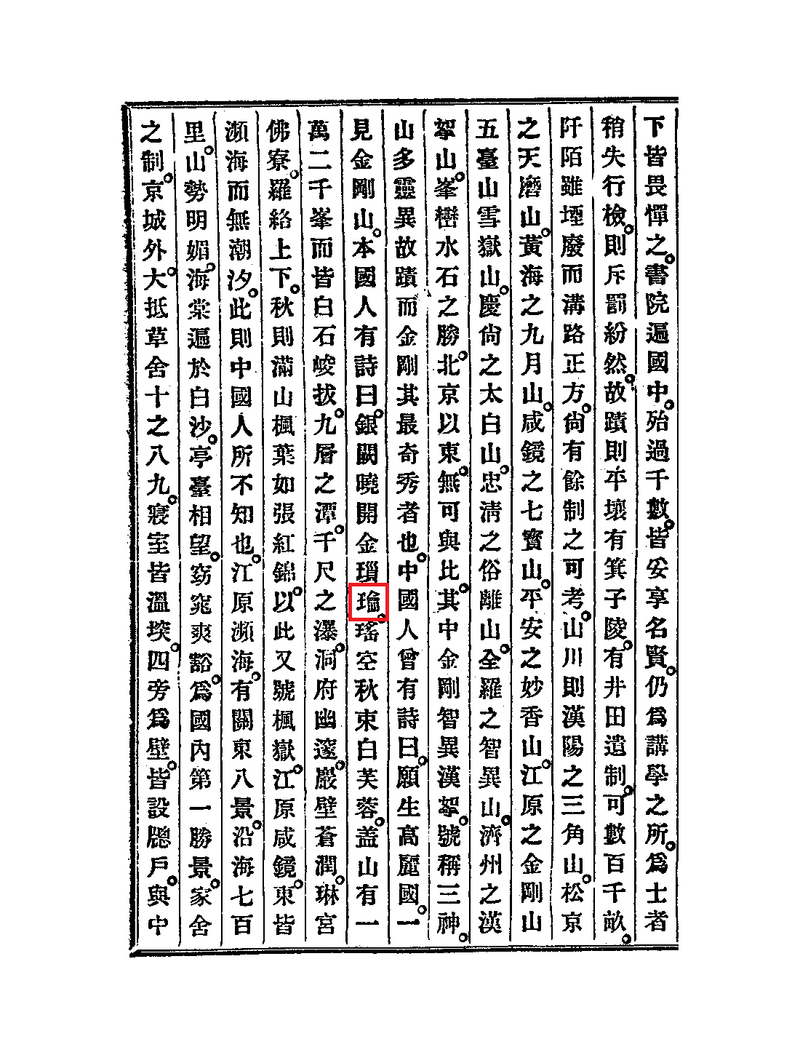 下皆畏憚之。書院遍國中。殆過千數。皆妥享名賢。仍爲講學之所。爲士者
稍失行檢。則斥罰紛然。故蹟則平壤有箕子陵。有井田遺制。可數百千畝。
阡陌雖堙廢而溝路正方。尙有餘制之可考。山川則漢陽之三角山。松京
之天磨山。黃海之九月山。咸鏡之七寶山。平安之妙香山。江原之金剛山
五臺山雪嶽山。慶尙之太白山。忠淸之俗離山。全羅之智異山。濟州之漢
挐山。峯巒水石之勝。北京以東。無可與比。其中金剛智異漢挐。號稱三神
山多靈異故蹟而金剛其最奇秀者也。中國人曾有詩曰。願生高麗國。一
見金剛山。本國人有詩曰。銀闕曉開金瑣。瑤空秋束白芙蓉。蓋山有一
萬二千峯而皆白石峻拔。九層之潭。千尺之瀑。洞府幽邃。巖壁蒼潤。琳宮
佛寮。羅絡上下。秋則滿山楓葉如張紅錦。以此又號楓嶽。江原咸鏡。東皆
瀕海而無潮汐。此則中國人所不知也。江原瀕海。有關東八景。沿海七百
里。山勢明媚。海棠遍於白沙。亭臺相望。窈窕爽豁。爲國內第一勝景。家舍
之制。京城外。大抵草舍十之八九。寢室皆溫堗。四旁爲壁。皆設牕戶。與中